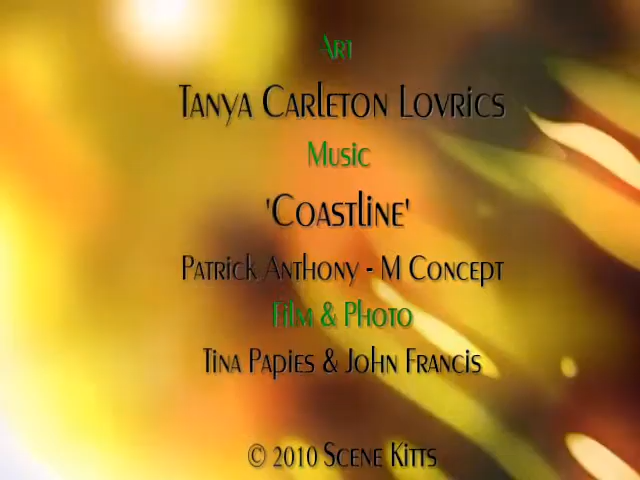 Art
Tanya Carleton Lovrics
Music
'Coastline'
Patrick Anthony - M Concept
Film & Photo
Tina Papies & John Francis
© 2010 Scene Kitts